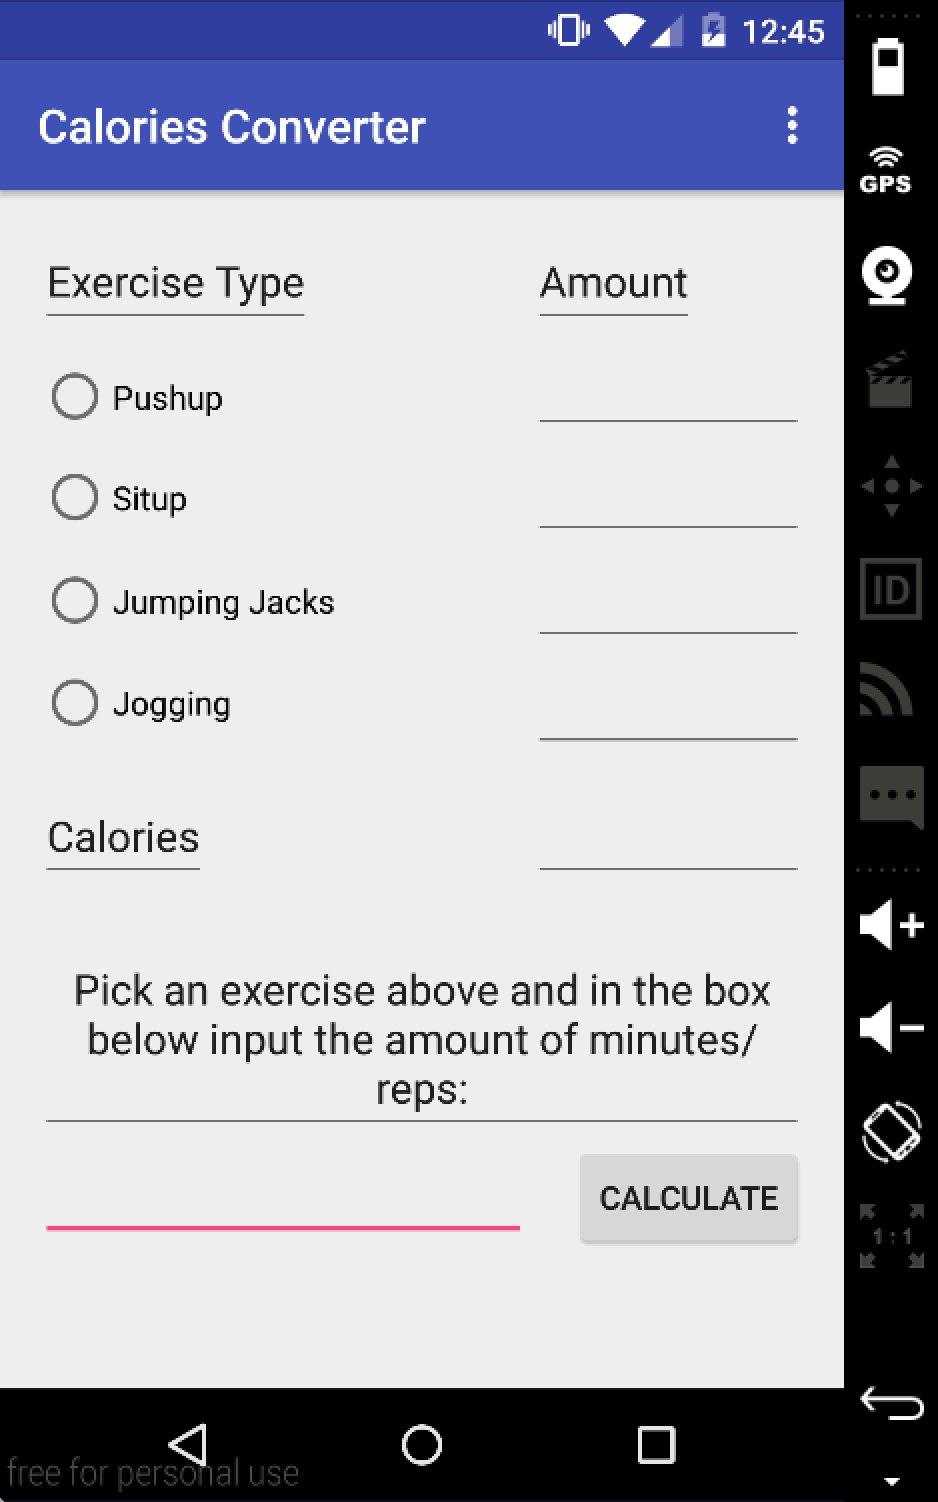 12:45
Calories Converter
GPS
Exercise Type
Amount
Pushup
Situp
Jumping Jacks
ID
Jogging
Calories
Pick an exercise above and in the box
below input the amount of minutes/
reps:
CALCULATE
1:1
free for personal use